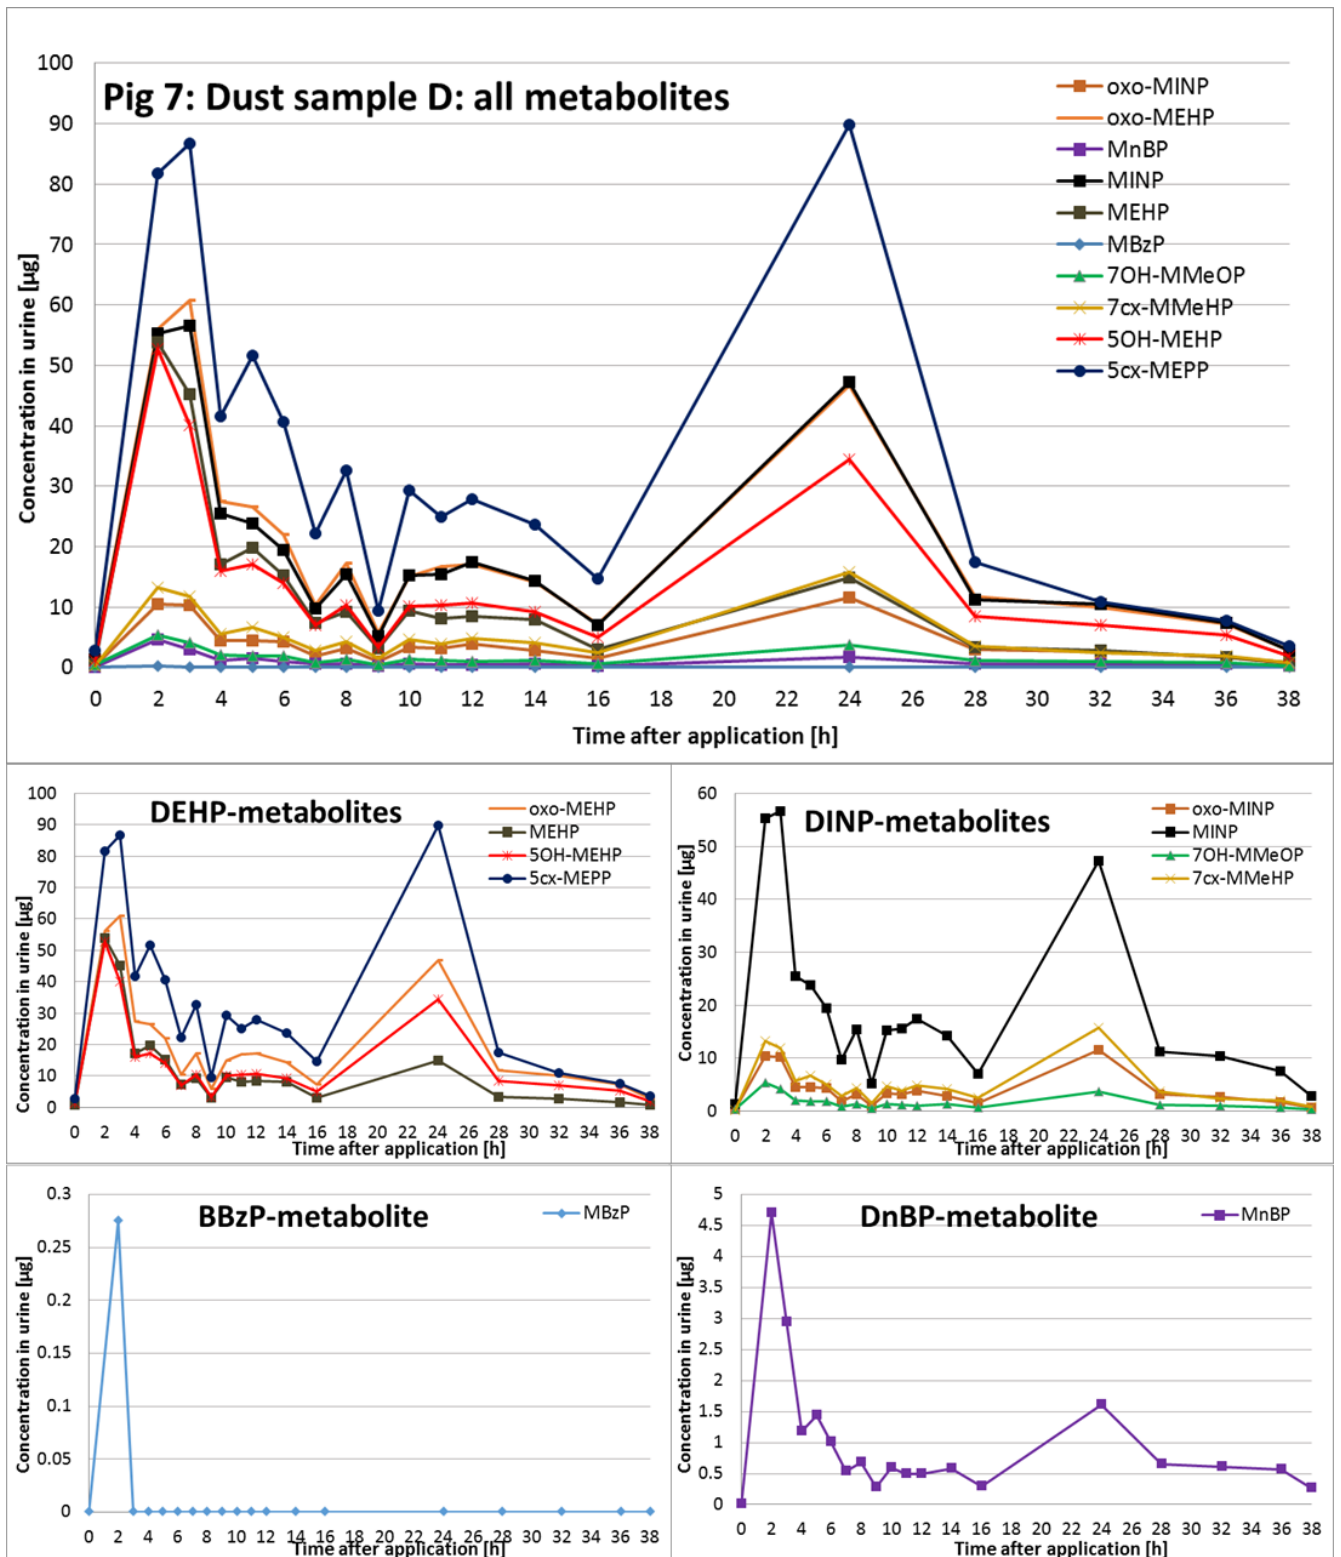 Pig 7: Dust sample D: all metabolites
Concentration in urine [µg]
100
90
80
70
60
50
40
30
20
10
0
oxo-MINP
oxo-MEHP
MnBP
MINP
MEHP
MBzP
7OH-MMeOP
7cx-MMeHP
5OH-MEHP
5cx-MEPP
0 2 4 6 8 10 12 14 16 18 20 22 24 26 28 30 32 34 36 38
Time after application [h]
DEHP-metabolites
Concentration in urine [µg]
100
90
80
70
60
50
40
30
20
10
0
oxo-MEHP
MEHP
5OH-MEHP
5cx-MEPP
0 2 4 6 8 10 12 14 16 18 20 22 24 26 28 30 32 34 36 38
Time after application [h]
DINP-metabolites
Concentration in urine [µg]
60
50
40
30
20
10
0
oxo-MINP
MINP
7OH-MMeOP
7cx-MMeHP
0 2 4 6 8 10 12 14 16 18 20 22 24 26 28 30 32 34 36 38
Time after application [h]
BBzP-metabolite
Concentration in urine [µg]
0.3
0.25
0.2
0.15
0.1
0.05
0
MBzP
0 2 4 6 8 10 12 14 16 18 20 22 24 26 28 30 32 34 36 38
Time after application [h]
DnBP-metabolite
Concentration in urine [µg]
5
4.5
4
3.5
3
2.5
2
1.5
1
0.5
0
MnBP
0 2 4 6 8 10 12 14 16 18 20 22 24 26 28 30 32 34 36 38
Time after application [h]